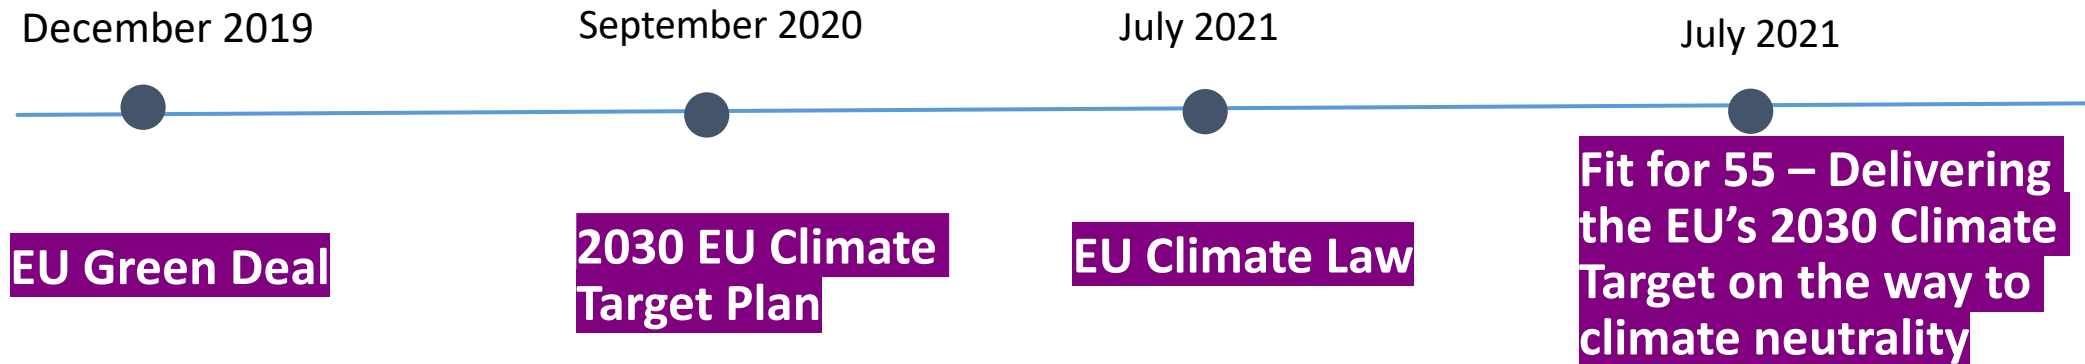 December 2019
September 2020
July 2021
July 2021
EU Green Deal
2030 EU Climate
Target Plan
EU Climate Law
Fit for 55 – Delivering
the EU’s 2030 Climate
Target on the way to
climate neutrality